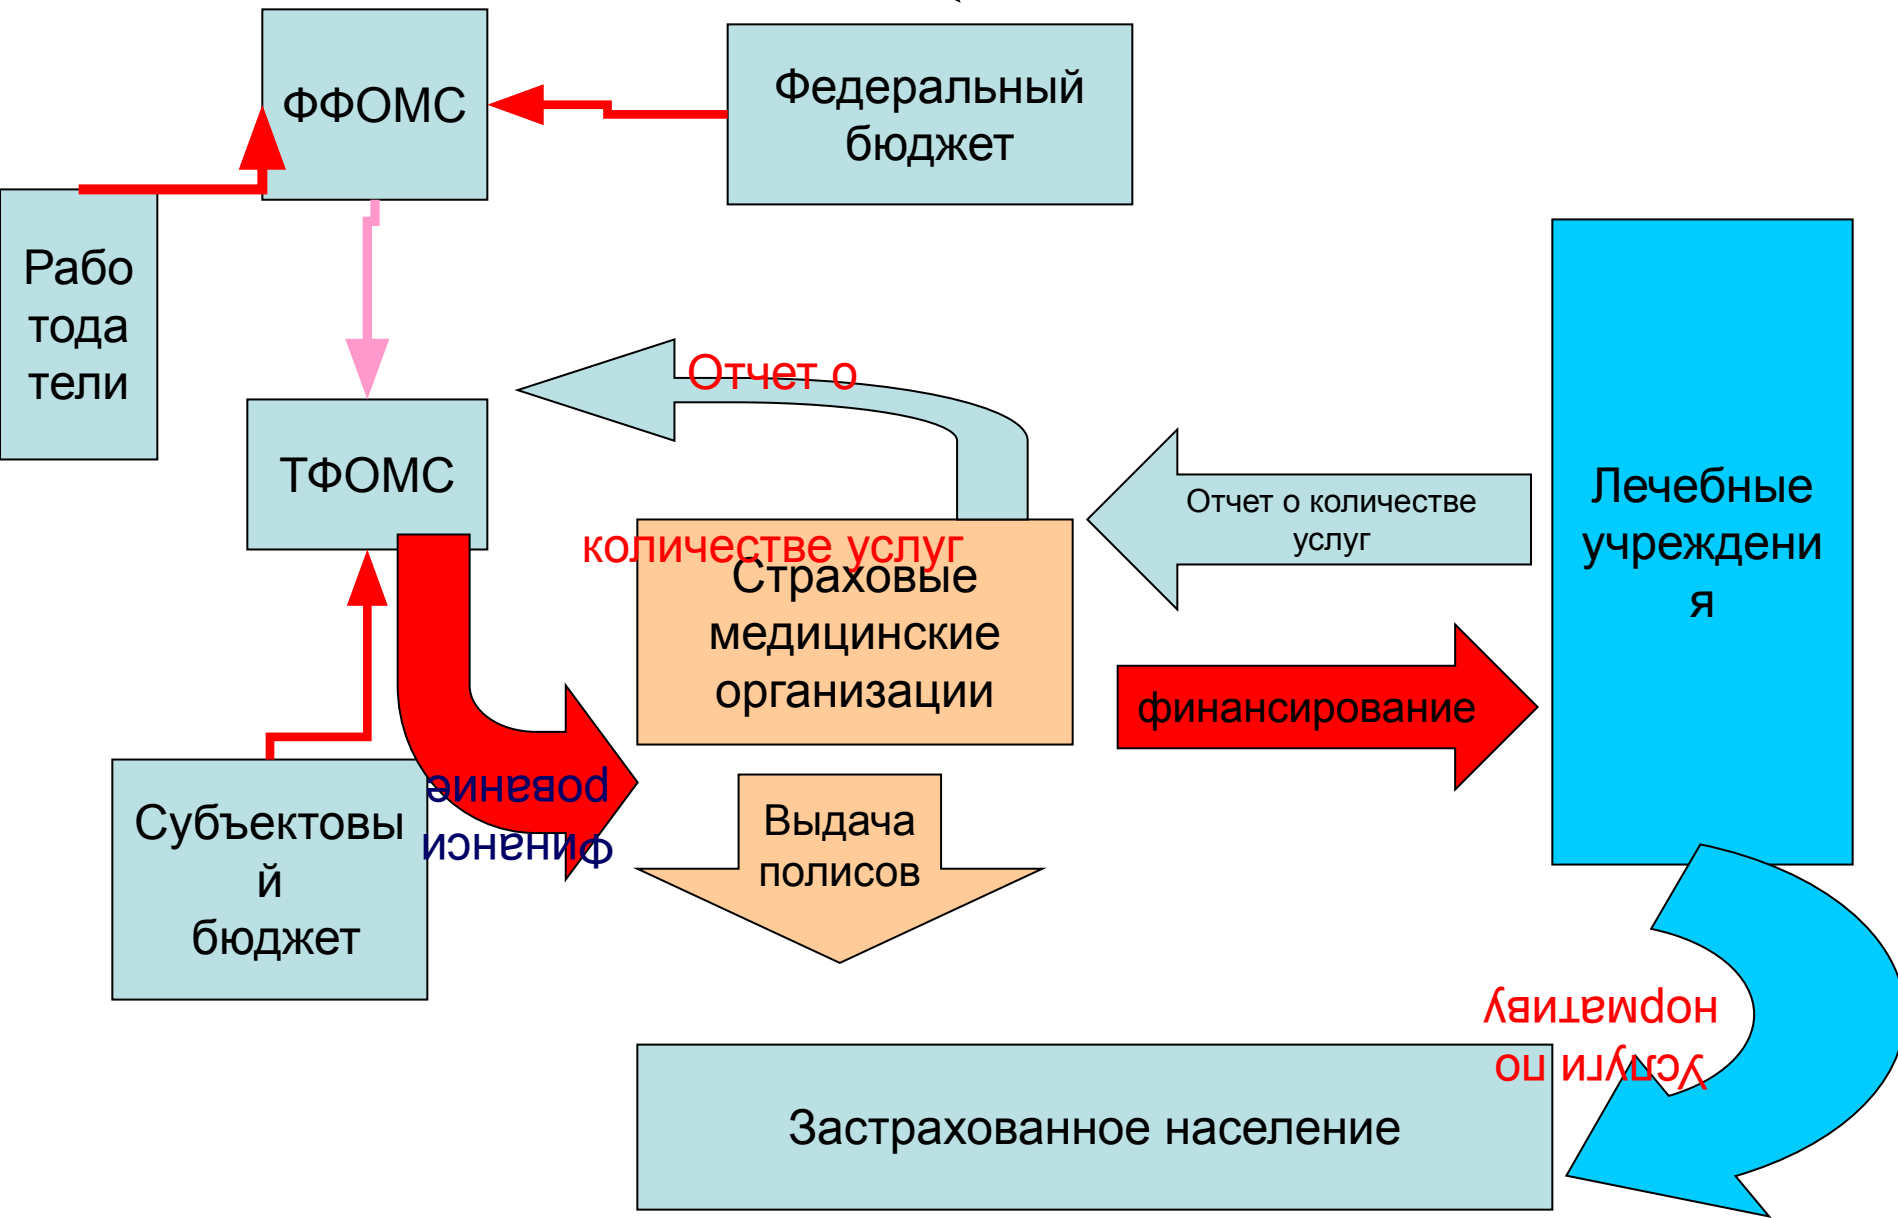 ФФОМС
Федеральный
бюджет
Рабо
тода
тели
Отчет о
количестве услуг
ТФОМС
Отчет о количестве
услуг
Лечебные
учреждени
я
Страховые
медицинские
организации
финансирование
Финанси
рование
Субъектовы
й
бюджет
Выдача
полисов
Услуги по
нормативу
Застрахованное население